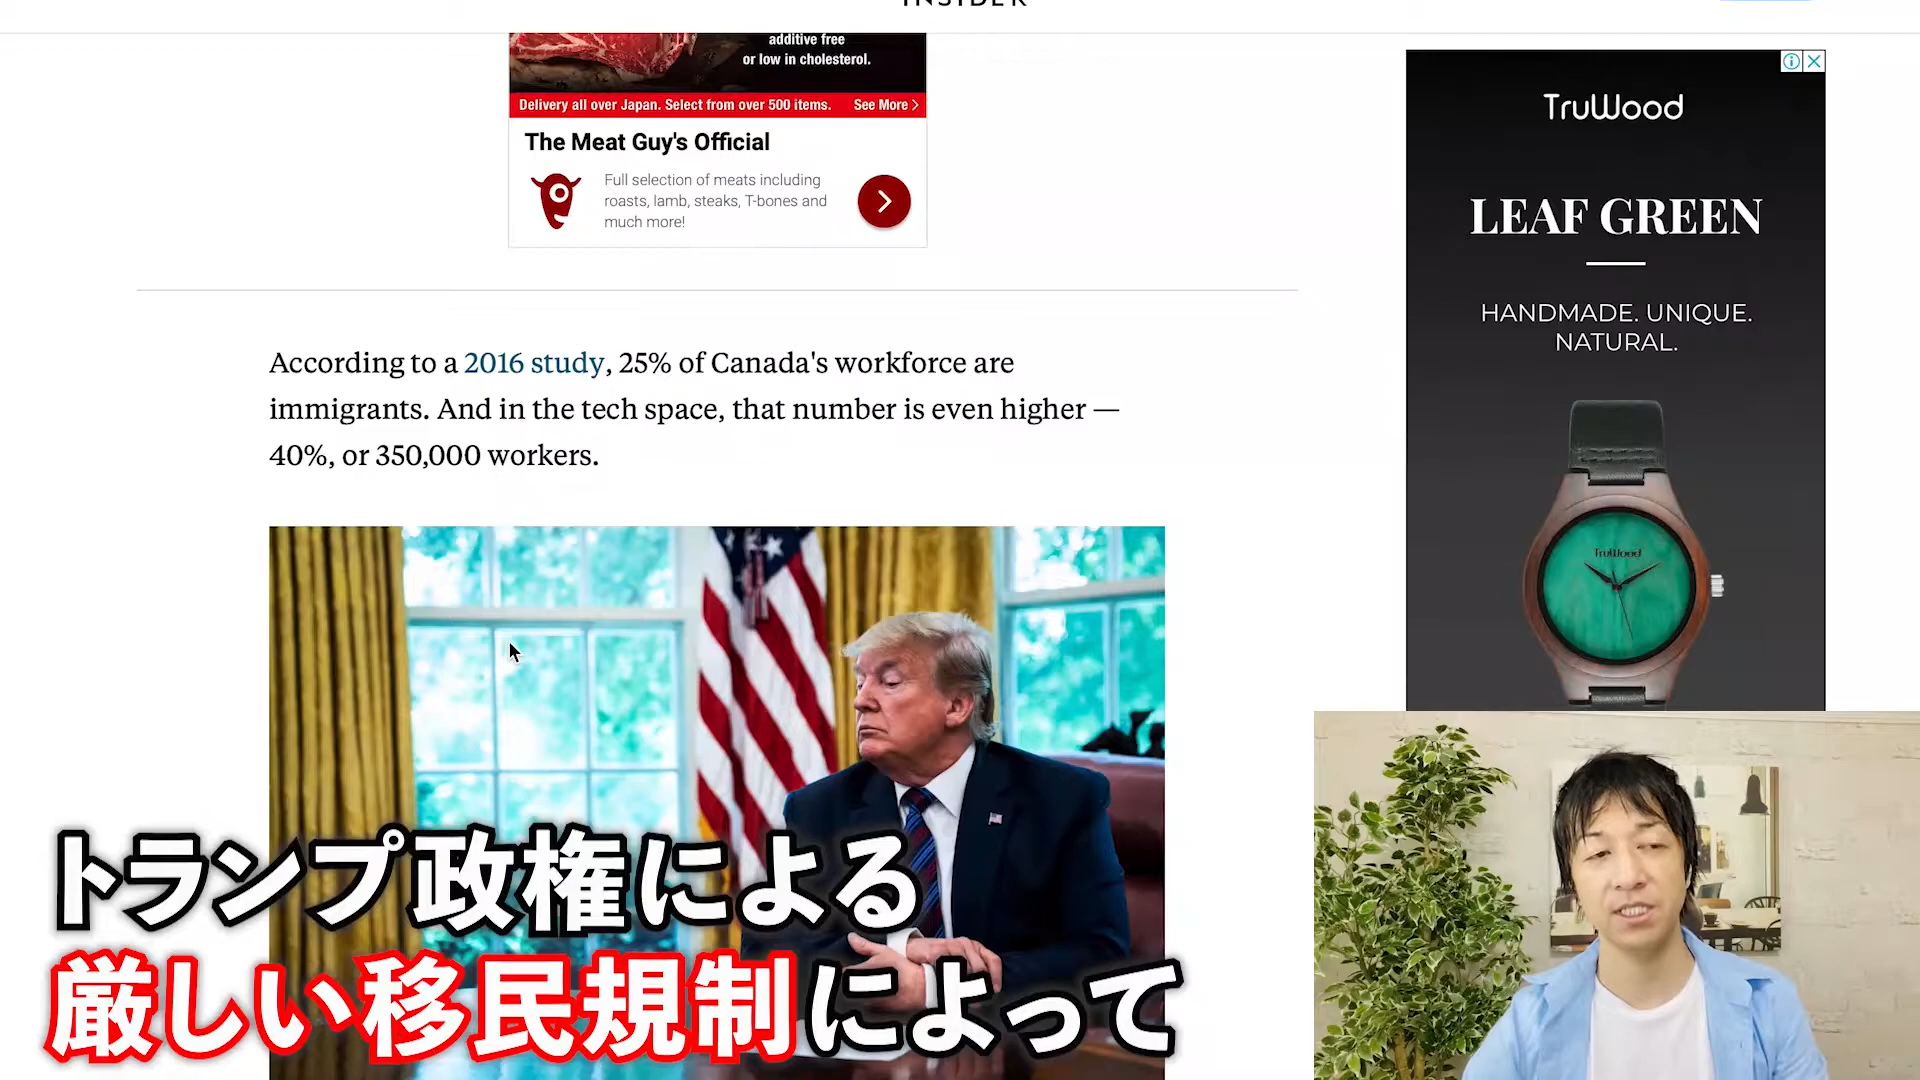 INSIDER
additive free
or low in cholesterol.
Delivery all over Japan. Select from over 500 items. See More
The Meat Guy's Official
Full selection of meats including
roasts, lamb, steaks, T-bones and
much more!
TruWood
LEAF GREEN
HANDMADE. UNIQUE.
NATURAL.
TruWood
According to a 2016 study, 25% of Canada's workforce are
immigrants. And in the tech space, that number is even higher —
40%, or 350,000 workers.
トランプ政権による
厳しい移民規制によって